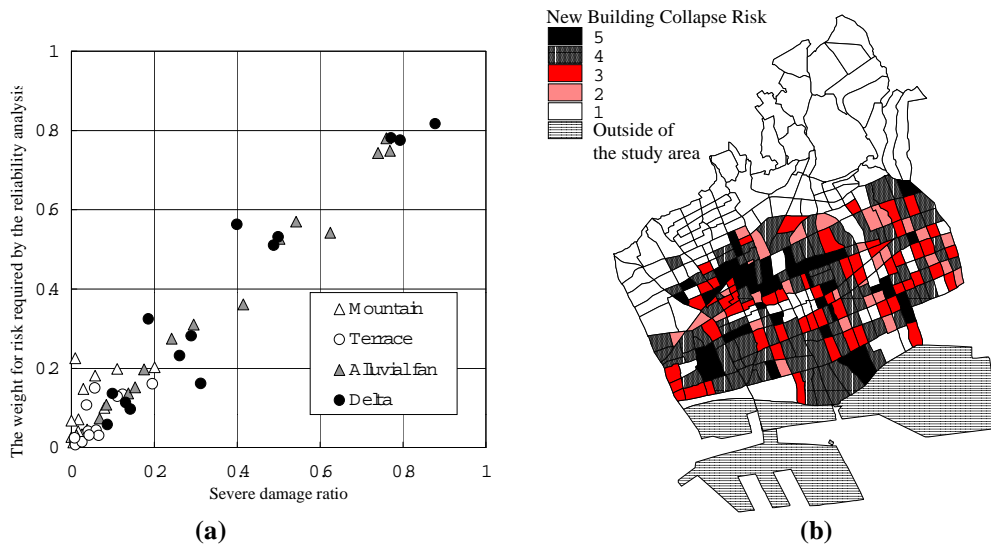 New Building Collapse Risk
5
4
3
2
1
Outside of
the study area
The weight for risk required by the reliability analysis
1
0.8
0.6
0.4
0.2
0
Mountain
Terrace
Alluvial fan
Delta
0 0.2 0.4 0.6 0.8 1
Severe damage ratio
(a)
(b)